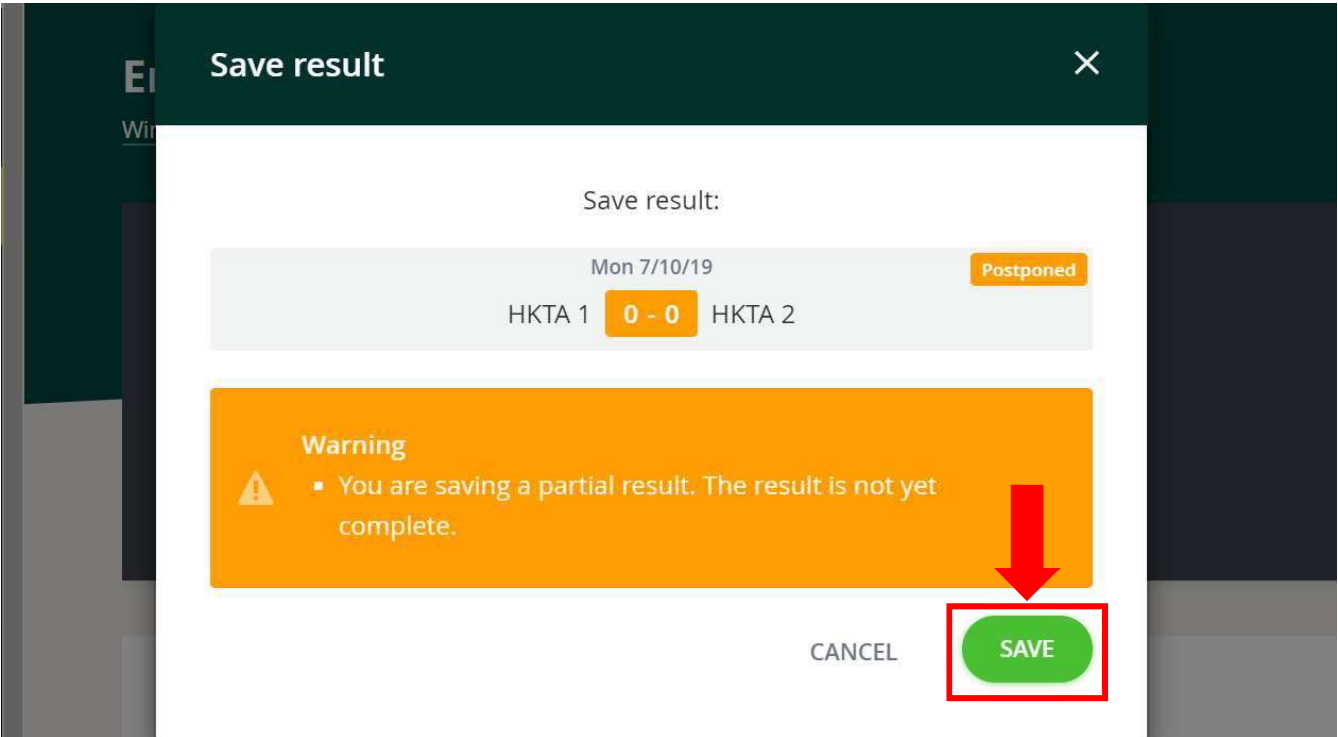 Save result
Save result:
Mon 7/10/19
Postponed
HKTA 1 0 - 0 HKTA 2
Warning
You are saving a partial result. The result is not yet
complete.
CANCEL
SAVE